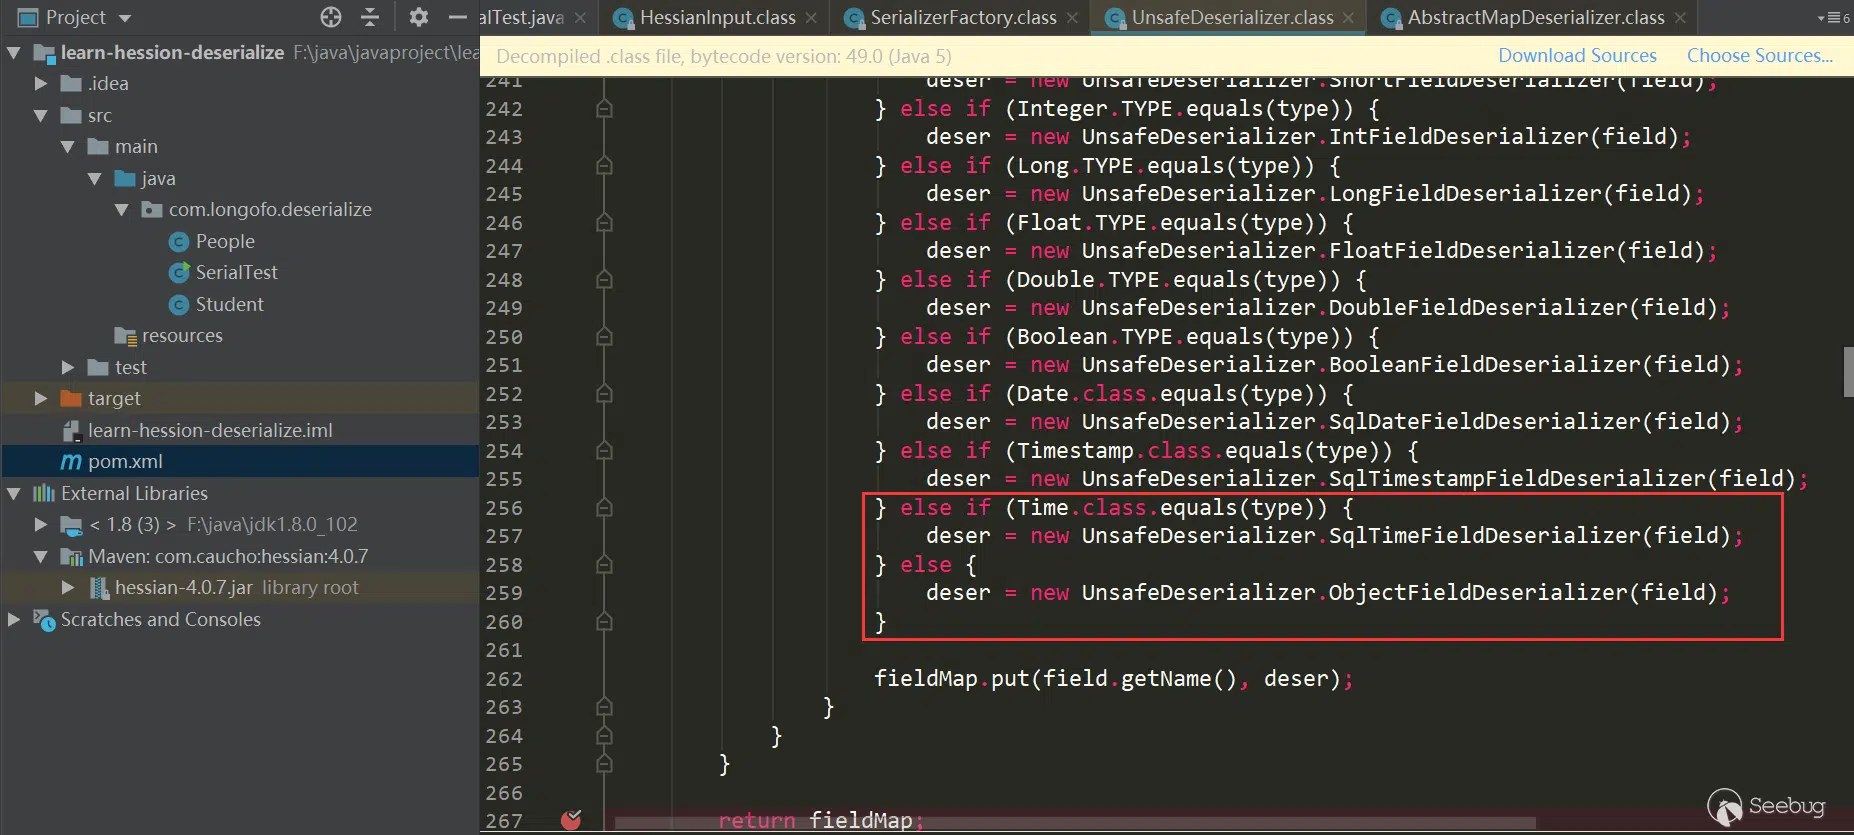 Project
learn-hession-deserialize F:\java\javaproject\lea
.idea
src
main
java
com.longofo.deserialize
People
SerialTest
Student
resources
test
target
learn-hession-deserialize.iml
pom.xml
External Libraries
< 1.8 (3) > F:\java\jdk1.8.0_102
Maven: com.caucho:hessian:4.0.7
hessian-4.0.7.jar library root
Scratches and Consoles
alTest.java HessianInput.class SerializerFactory.class UnsafeDeserializer.class AbstractMapDeserializer.class 6
Decompiled .class file, bytecode version: 49.0 (Java 5) Download Sources Choose Sources...
241 deser = new UnsafeDeserializer.ShortFieldDeserializer(field);
242 } else if (Integer.TYPE.equals(type)) {
243 deser = new UnsafeDeserializer.IntFieldDeserializer(field);
244 } else if (Long.TYPE.equals(type)) {
245 deser = new UnsafeDeserializer.LongFieldDeserializer(field);
246 } else if (Float.TYPE.equals(type)) {
247 deser = new UnsafeDeserializer.FloatFieldDeserializer(field);
248 } else if (Double.TYPE.equals(type)) {
249 deser = new UnsafeDeserializer.DoubleFieldDeserializer(field);
250 } else if (Boolean.TYPE.equals(type)) {
251 deser = new UnsafeDeserializer.BooleanFieldDeserializer(field);
252 } else if (Date.class.equals(type)) {
253 deser = new UnsafeDeserializer.SqlDateFieldDeserializer(field);
254 } else if (Timestamp.class.equals(type)) {
255 deser = new UnsafeDeserializer.SqlTimestampFieldDeserializer(field);
256 } else if (Time.class.equals(type)) {
257 deser = new UnsafeDeserializer.SqlTimeFieldDeserializer(field);
258 } else {
259 deser = new UnsafeDeserializer.ObjectFieldDeserializer(field);
260 }
261
262 fieldMap.put(field.getName(), deser);
263 }
264 }
265 }
266
267 return fieldMap;
Seebug